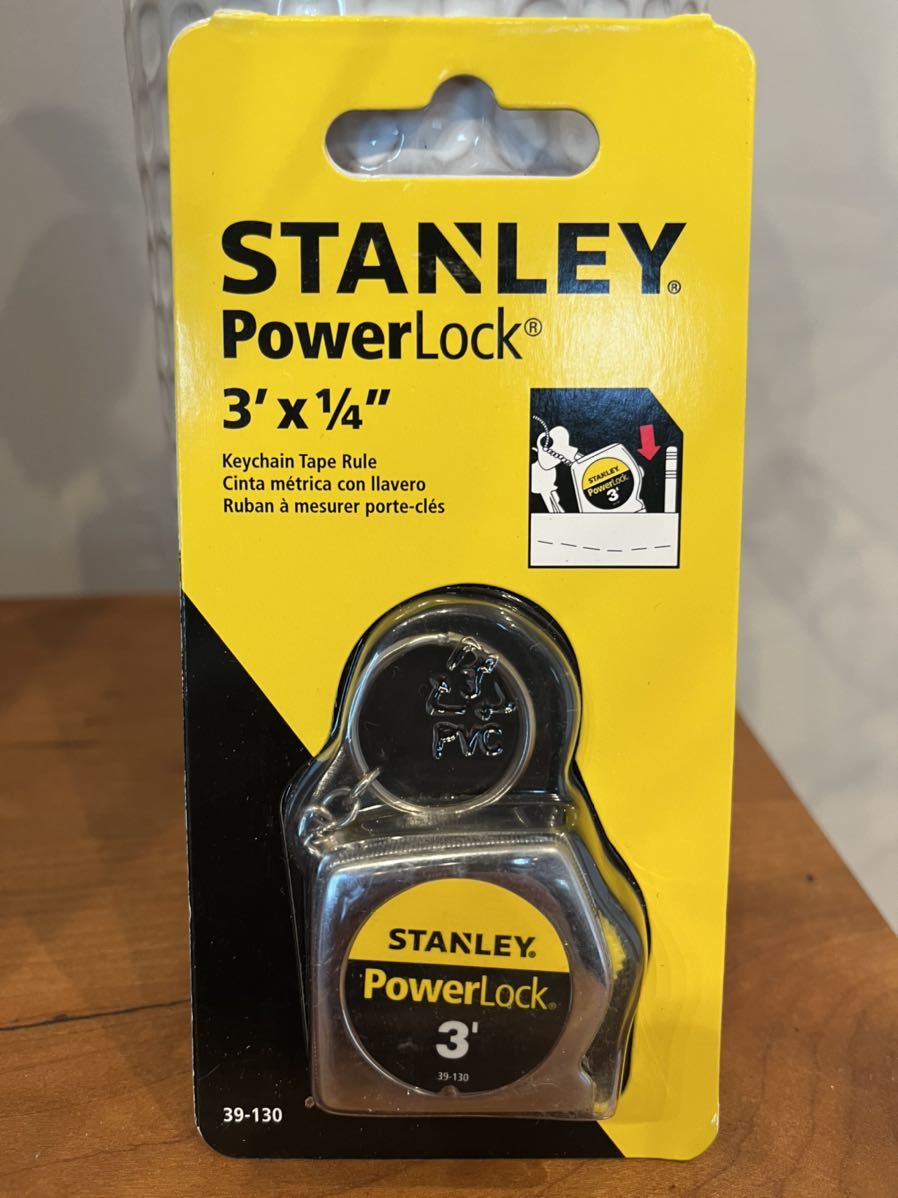 STANLEY®
PowerLock®
3' x 1/4"
Keychain Tape Rule
Cinta métrica con llavero
Ruban à mesurer porte-clés
STANLEY
PowerLock
3'
3
PVC
STANLEY®
PowerLock®
3'
39-130
39-130